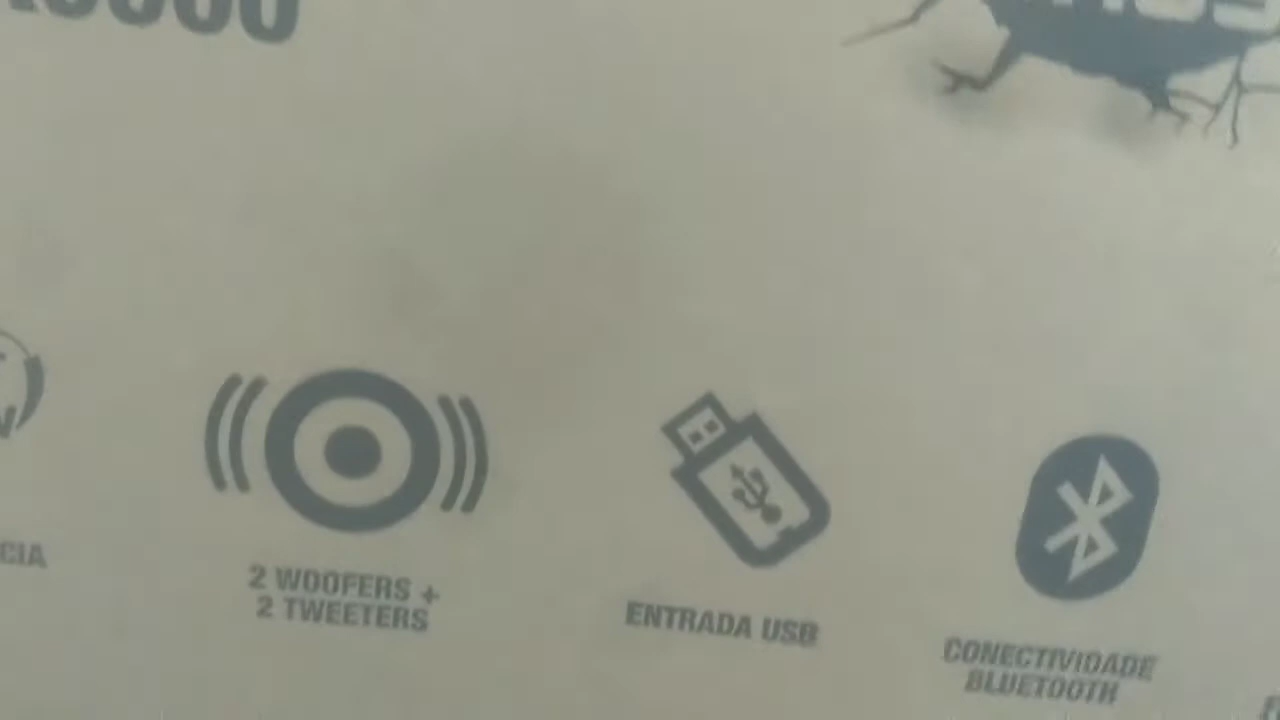 2 WOOFERS +
2 TWEETERS
ENTRADA USB
CONECTIVIDADE
BLUETOOTH